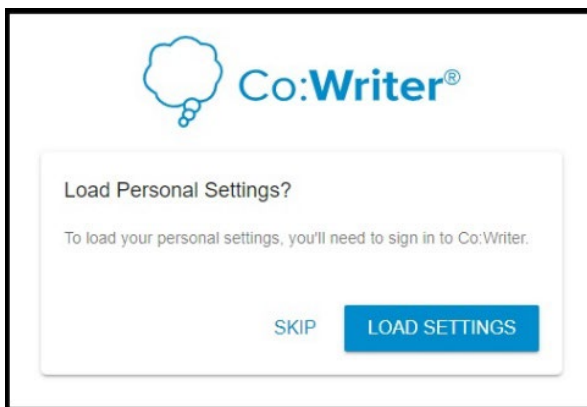 Co:Writer®
Load Personal Settings?
To load your personal settings, you'll need to sign in to Co:Writer.
SKIP LOAD SETTINGS